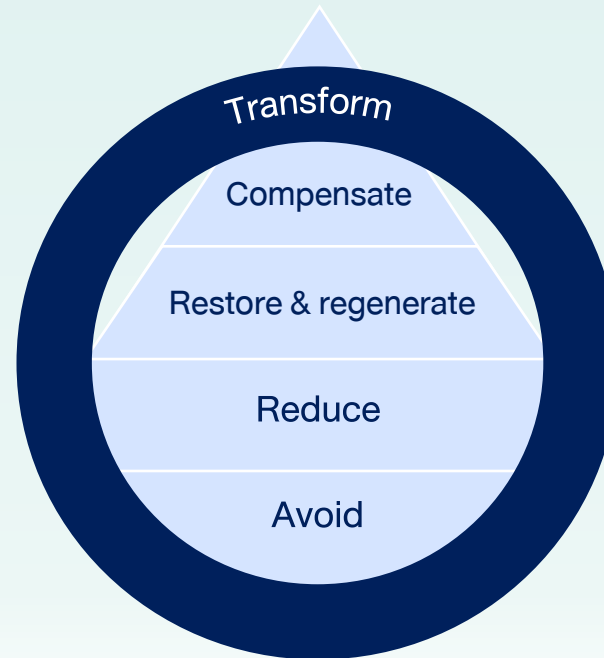 Transform
Compensate
Restore & regenerate
Reduce
Avoid